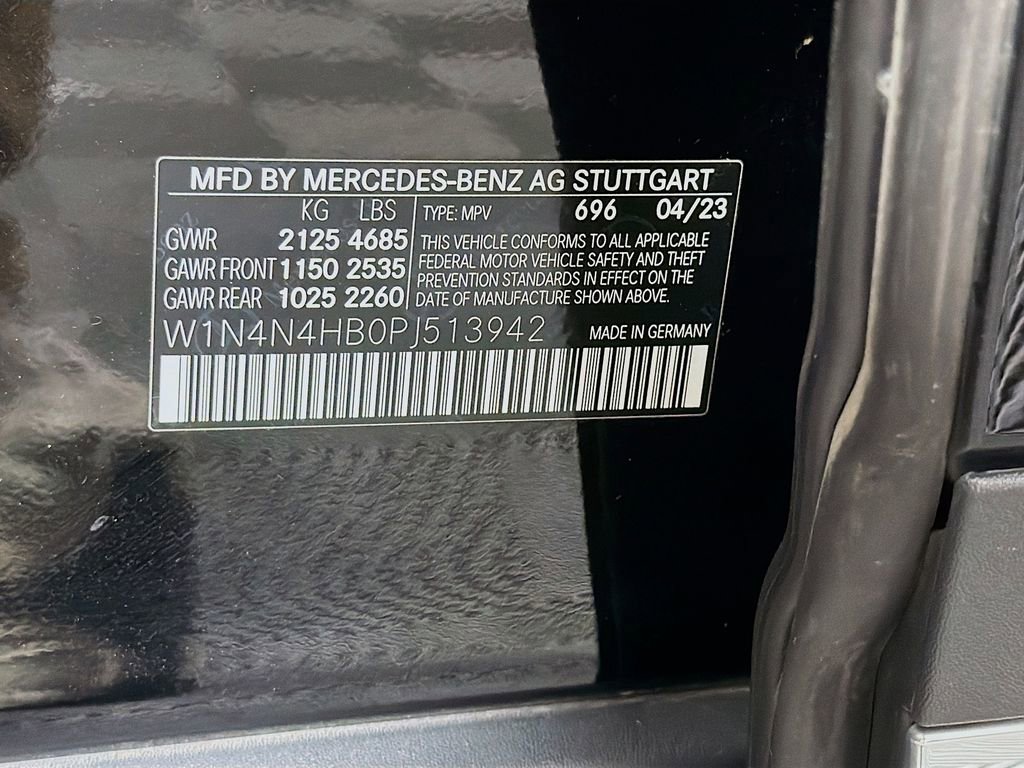 MFD BY MERCEDES-BENZ AG STUTTGART
KG LBS TYPE: MPV 696 04/23
GVWR 2125 4685
GAWR FRONT 1150 2535
GAWR REAR 1025 2260
THIS VEHICLE CONFORMS TO ALL APPLICABLE
FEDERAL MOTOR VEHICLE SAFETY AND THEFT
PREVENTION STANDARDS IN EFFECT ON THE
DATE OF MANUFACTURE SHOWN ABOVE.
W1N4N4HB0PJ513942 MADE IN GERMANY